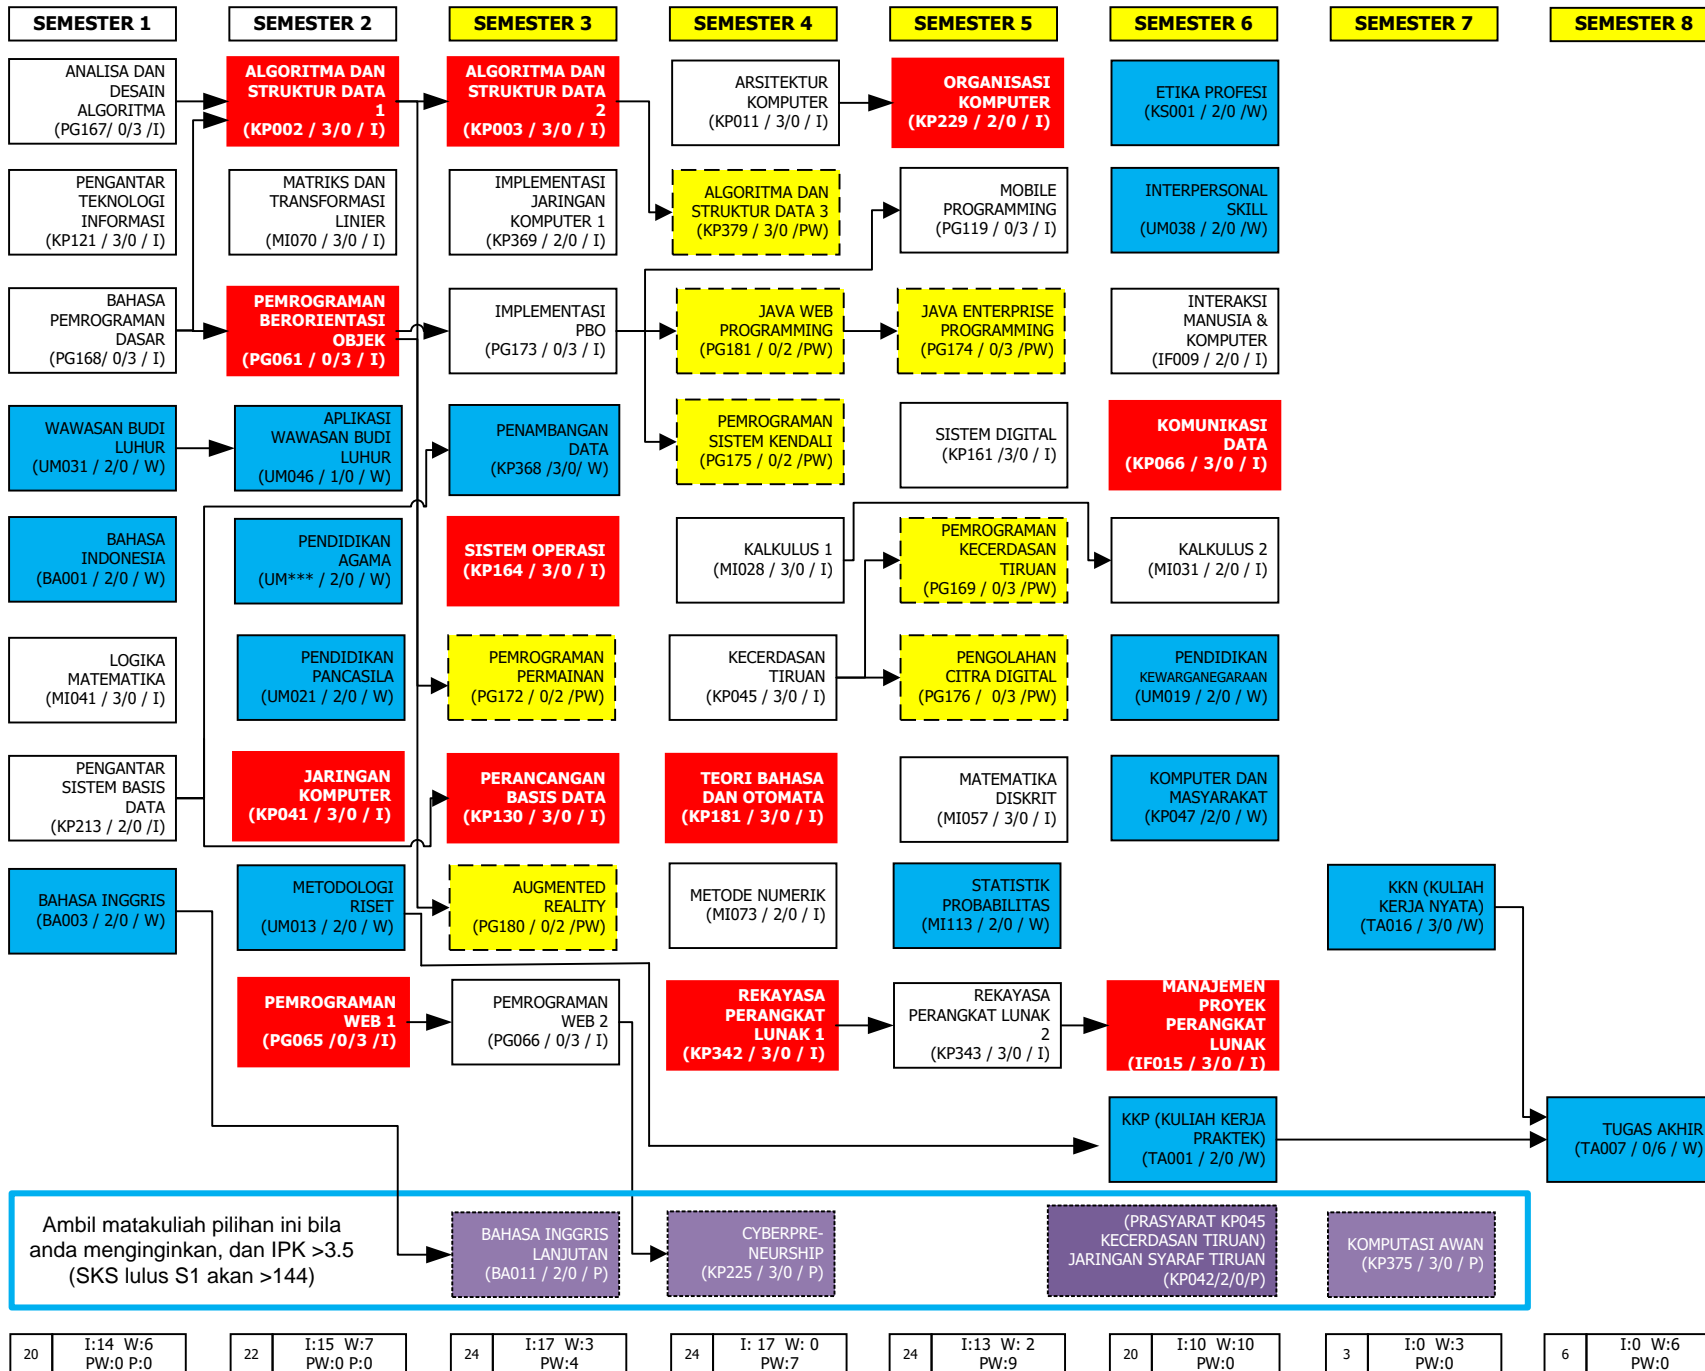 SEMESTER 1
SEMESTER 2
SEMESTER 3
SEMESTER 4
SEMESTER 5
SEMESTER 6
SEMESTER 7
SEMESTER 8
ANALISA DAN
DESAIN
ALGORITMA
(PG167/ 0/3 /I)
ALGORITMA DAN
STRUKTUR DATA
1
(KP002 / 3/0 / I)
ALGORITMA DAN
STRUKTUR DATA
2
(KP003 / 3/0 / I)
ARSITEKTUR
KOMPUTER
(KP011 / 3/0 / I)
ORGANISASI
KOMPUTER
(KP229 / 2/0 / I)
ETIKA PROFESI
(KS001 / 2/0 /W)
PENGANTAR
TEKNOLOGI
INFORMASI
(KP121 / 3/0 / I)
MATRIKS DAN
TRANSFORMASI
LINIER
(MI070 / 3/0 / I)
IMPLEMENTASI
JARINGAN
KOMPUTER 1
(KP369 / 2/0 / I)
ALGORITMA DAN
STRUKTUR DATA 3
(KP379 / 3/0 /PW)
MOBILE
PROGRAMMING
(PG119 / 0/3 / I)
INTERPERSONAL
SKILL
(UM038 / 2/0 /W)
BAHASA
PEMROGRAMAN
DASAR
(PG168/ 0/3 / I)
PEMROGRAMAN
BERORIENTASI
OBJEK
(PG061 / 0/3 / I)
IMPLEMENTASI
PBO
(PG173 / 0/3 / I)
JAVA WEB
PROGRAMMING
(PG181 / 0/2 /PW)
JAVA ENTERPRISE
PROGRAMMING
(PG174 / 0/3 /PW)
INTERAKSI
MANUSIA &
KOMPUTER
(IF009 / 2/0 / I)
WAWASAN BUDI
LUHUR
(UM031 / 2/0 / W)
APLIKASI
WAWASAN BUDI
LUHUR
(UM046 / 1/0 / W)
PENAMBANGAN
DATA
(KP368 /3/0/ W)
PEMROGRAMAN
SISTEM KENDALI
(PG175 / 0/2 /PW)
SISTEM DIGITAL
(KP161 /3/0 / I)
KOMUNIKASI
DATA
(KP066 / 3/0 / I)
BAHASA
INDONESIA
(BA001 / 2/0 / W)
PENDIDIKAN
AGAMA
(UM*** / 2/0 / W)
SISTEM OPERASI
(KP164 / 3/0 / I)
KALKULUS 1
(MI028 / 3/0 / I)
PEMROGRAMAN
KECERDASAN
TIRUAN
(PG169 / 0/3 /PW)
KALKULUS 2
(MI031 / 2/0 / I)
LOGIKA
MATEMATIKA
(MI041 / 3/0 / I)
PENDIDIKAN
PANCASILA
(UM021 / 2/0 / W)
PEMROGRAMAN
PERMAINAN
(PG172 / 0/2 /PW)
KECERDASAN
TIRUAN
(KP045 / 3/0 / I)
PENGOLAHAN
CITRA DIGITAL
(PG176 /  0/3 /PW)
PENDIDIKAN
KEWARGANEGARAAN
(UM019 / 2/0 / W)
PENGANTAR
SISTEM BASIS
DATA
(KP213 / 2/0 /I)
JARINGAN
KOMPUTER
(KP041 / 3/0 / I)
PERANCANGAN
BASIS DATA
(KP130 / 3/0 / I)
TEORI BAHASA
DAN OTOMATA
(KP181 / 3/0 / I)
MATEMATIKA
DISKRIT
(MI057 / 3/0 / I)
KOMPUTER DAN
MASYARAKAT
(KP047 /2/0 / W)
BAHASA INGGRIS
(BA003 / 2/0 / W)
METODOLOGI
RISET
(UM013 / 2/0 / W)
AUGMENTED
REALITY
(PG180 / 0/2 /PW)
METODE NUMERIK
(MI073 / 2/0 / I)
STATISTIK
PROBABILITAS
(MI113 / 2/0 / W)
KKN (KULIAH
KERJA NYATA)
(TA016 / 3/0 /W)
PEMROGRAMAN
WEB 1
(PG065 /0/3 /I)
PEMROGRAMAN
WEB 2
(PG066 / 0/3 / I)
REKAYASA
PERANGKAT
LUNAK 1
(KP342 / 3/0 / I)
REKAYASA
PERANGKAT LUNAK
2
(KP343 / 3/0 / I)
MANAJEMEN
PROYEK
PERANGKAT
LUNAK
(IF015 / 3/0 / I)
KKP (KULIAH KERJA
PRAKTEK)
(TA001 / 2/0 /W)
TUGAS AKHIR
(TA007 / 0/6 / W)
Ambil matakuliah pilihan ini bila
anda menginginkan, dan IPK >3.5
(SKS lulus S1 akan >144)
BAHASA INGGRIS
LANJUTAN
(BA011 / 2/0 / P)
CYBERPRE-
NEURSHIP
(KP225 / 3/0 / P)
(PRASYARAT KP045
KECERDASAN TIRUAN)
JARINGAN SYARAF TIRUAN
(KP042/2/0/P)
KOMPUTASI AWAN
(KP375 / 3/0 / P)
20
I:14  W:6
PW:0 P:0
22
I:15  W:7
PW:0 P:0
24
I:17  W:3
PW:4
24
I: 17  W: 0
PW:7
24
I:13  W: 2
PW:9
20
I:10  W:10
PW:0
3
I:0  W:3
PW:0
6
I:0  W:6
PW:0